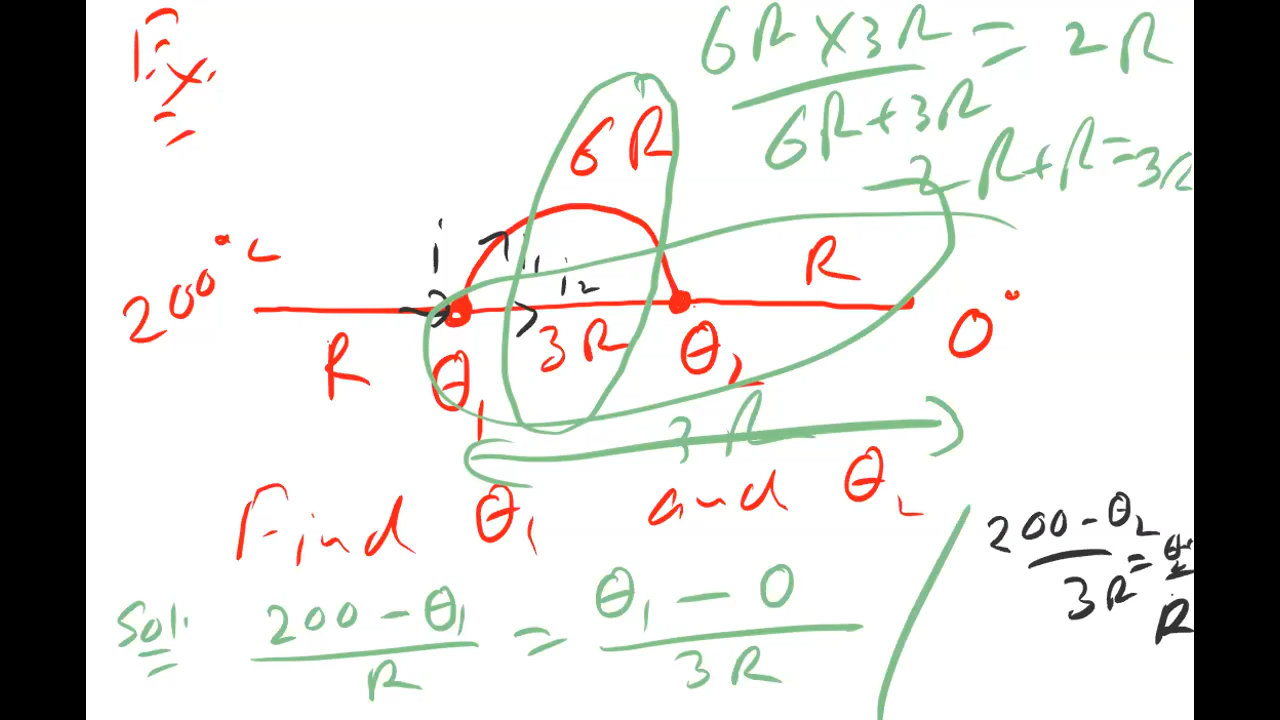 Ex.
6R x 3R = 2R
6R + 3R
2R + R = 3R
6R
i
i₁
i₂
R
200°C
R
θ₁
3R
θ₂
0°
3R
Find θ₁ and θ₂
200 - θ₂ = θ₂
3R R
Sol: 200 - θ₁ = θ₁ - 0
R 3R